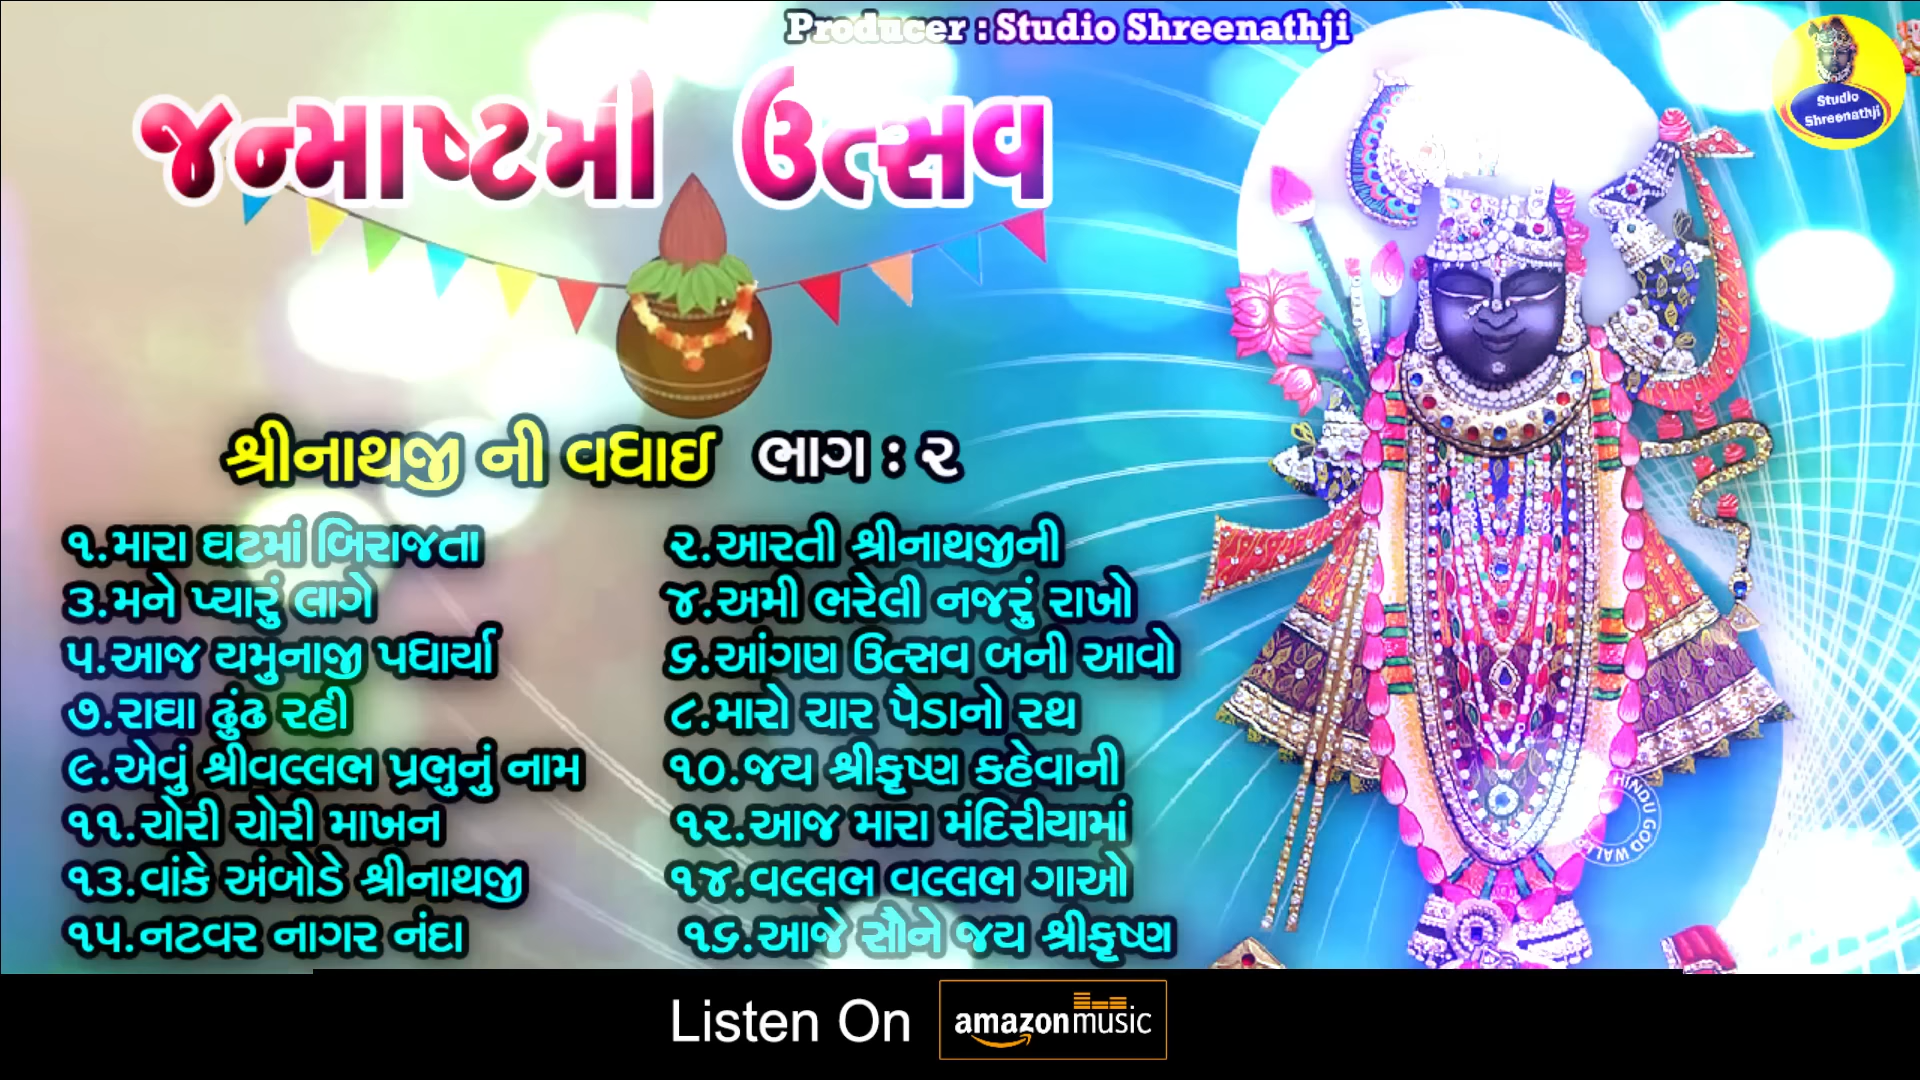 Producer : Studio Shreenathji
Studio
Shreenathji
જન્માષ્ટમી ઉત્સવ
શ્રીનાથજી ની વધાઇ ભાગ : ૨
૧.મારા ઘટમાં બિરાજતા ૨.આરતી શ્રીનાથજીની
૩.મને પ્યારું લાગે ૪.અમી ભરેલી નજરું રાખો
૫.આજ યમુનાજી પધાર્યા ૬.આંગણ ઉત્સવ બની આવો
૭.રાધા ઢુંઢ રહી ૮.મારો ચાર પૈડાનો રથ
૯.એવું શ્રીવલ્લભ પ્રભુનું નામ ૧૦.જય શ્રીકૃષ્ણ કહેવાની
૧૧.ચોરી ચોરી માખન ૧૨.આજ મારા મંદિરીયામાં
૧૩.વાંકે અંબોડે શ્રીનાથજી ૧૪.વલ્લભ વલ્લભ ગાઓ
૧૫.નટવર નાગર નંદા ૧૬.આજે સૌને જય શ્રીકૃષ્ણ
HINDU GOD WALL
Listen On amazon music